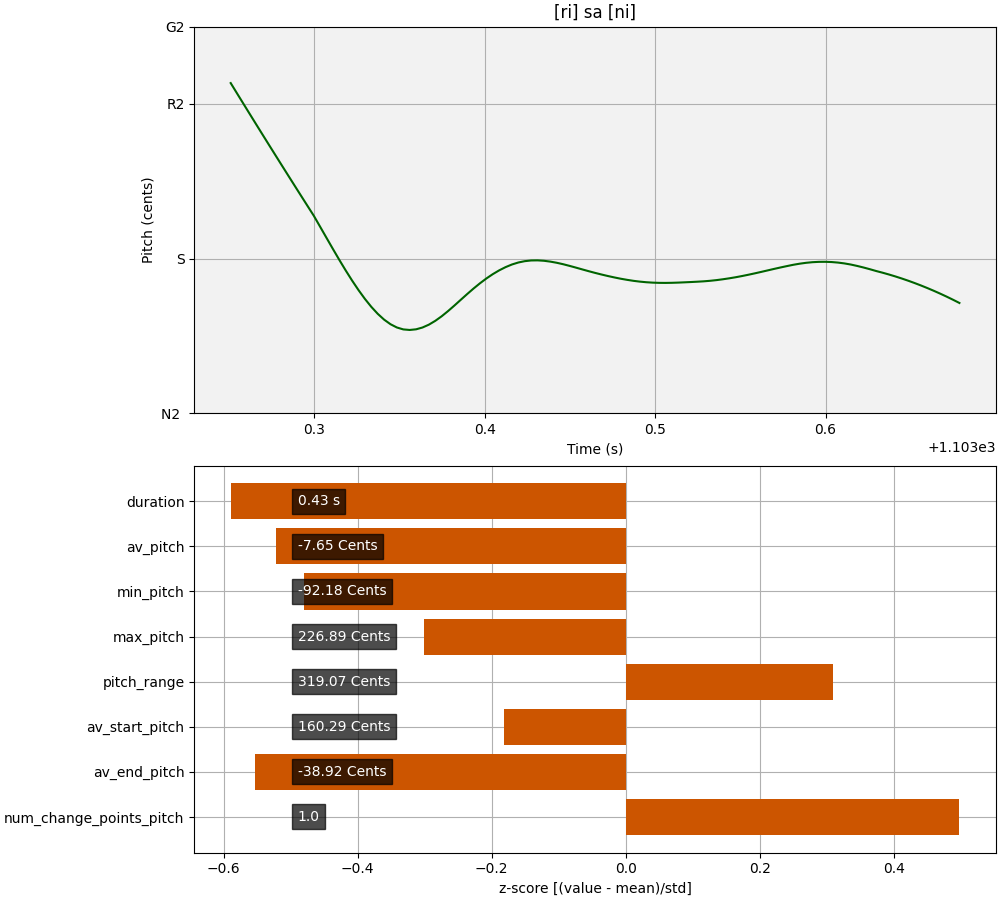 [ri] sa [ni]
G2
R2
S
N2
Pitch (cents)
0.3 0.4 0.5 0.6
Time (s)
+1.103e3
duration 0.43 s
av_pitch -7.65 Cents
min_pitch -92.18 Cents
max_pitch 226.89 Cents
pitch_range 319.07 Cents
av_start_pitch 160.29 Cents
av_end_pitch -38.92 Cents
num_change_points_pitch 1.0
−0.6 −0.4 −0.2 0.0 0.2 0.4
z-score [(value - mean)/std]